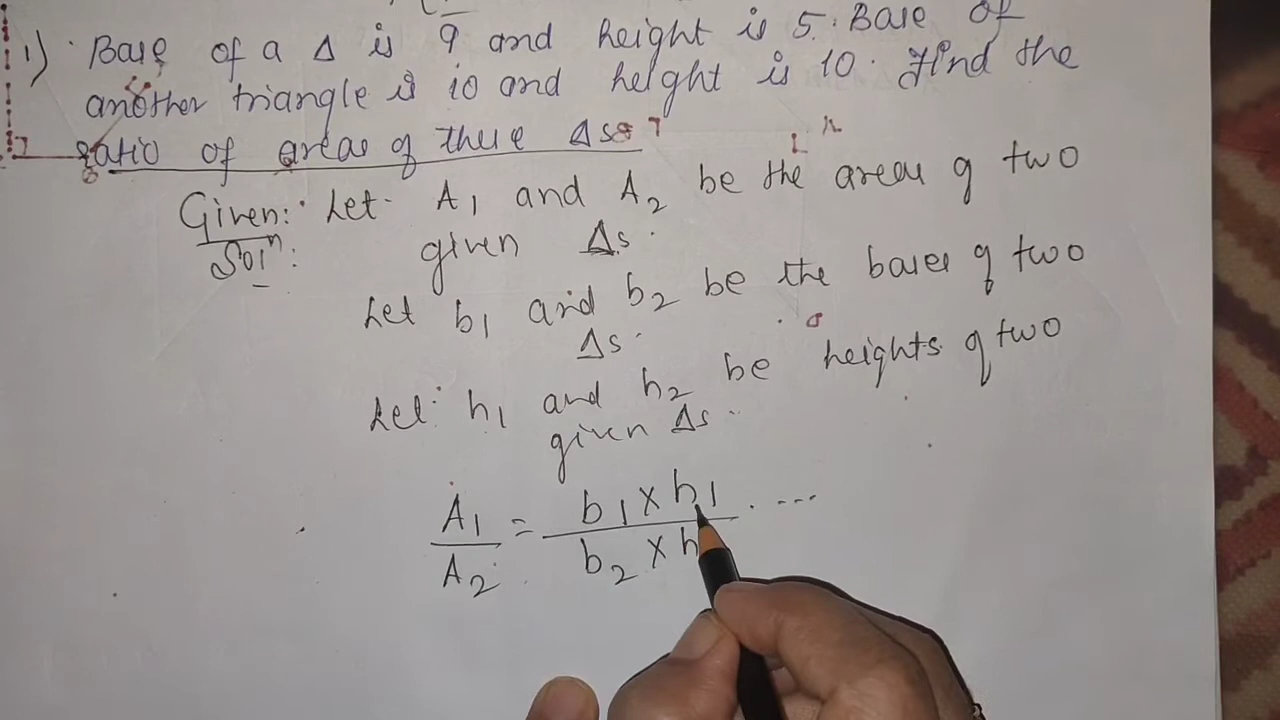 1) Base of a Δ is 9 and height is 5. Base of
another triangle is 10 and height is 10. Find the
ratio of areas of these Δs
Given: Let A1 and A2 be the areas of two
Solⁿ: given Δs.
Let b1 and b2 be the bases of two
Δs.
Let h1 and h2 be heights of two
given Δs.
A1 = b1 × h1 ....
A2 b2 × h